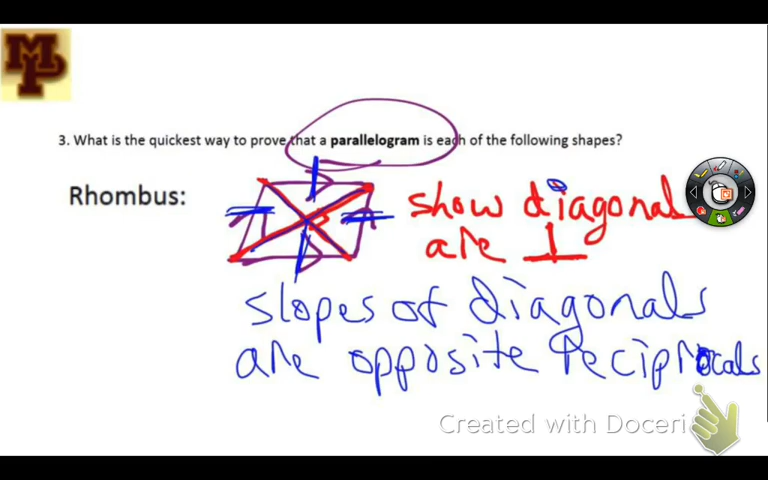 MP
3. What is the quickest way to prove that a parallelogram is each of the following shapes?
Rhombus:
show diagonal
are ⊥
slopes of diagonals
are opposite reciprocals
Created with Doceri